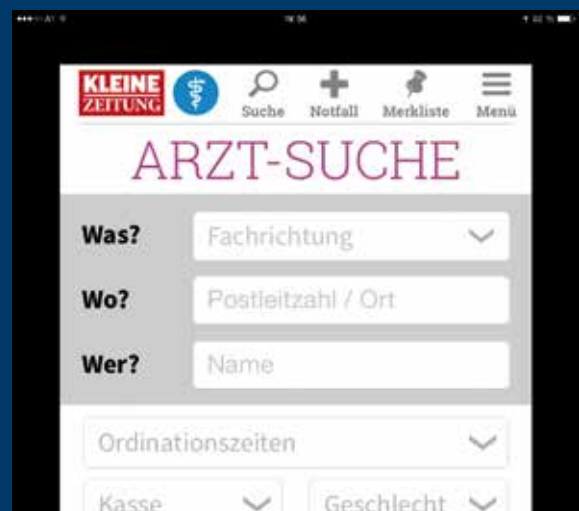 KLEINE
ZEITUNG
Suche Notfall Merkliste Menü
ARZT-SUCHE
Was? Fachrichtung
Wo? Postleitzahl / Ort
Wer? Name
Ordinationszeiten
Kasse Geschlecht